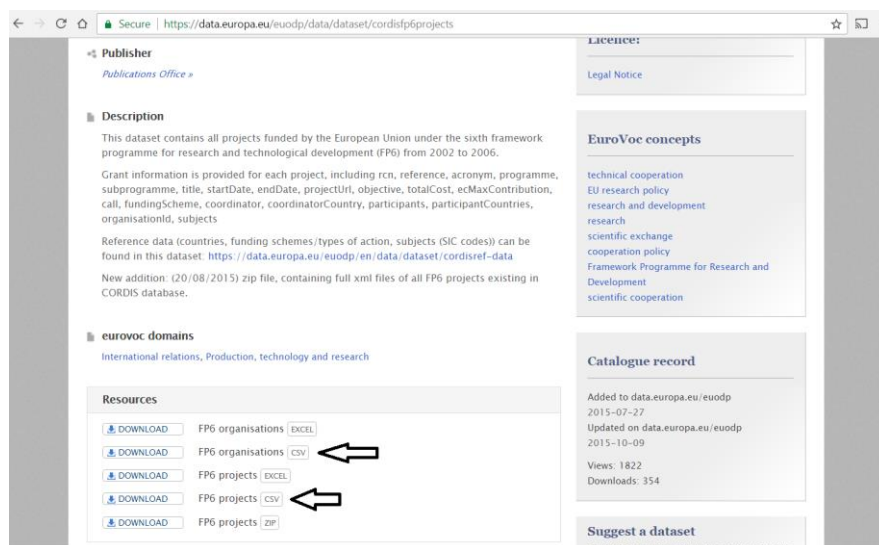 Secure | https://data.europa.eu/euodp/data/dataset/cordisfp6projects
Publisher
Publications Office »
Description
This dataset contains all projects funded by the European Union under the sixth framework
programme for research and technological development (FP6) from 2002 to 2006.
Grant information is provided for each project, including rcn, reference, acronym, programme,
subprogramme, title, startDate, endDate, projectUrl, objective, totalCost, ecMaxContribution,
call, fundingScheme, coordinator, coordinatorCountry, participants, participantCountries,
organisationId, subjects
Reference data (countries, funding schemes/types of action, subjects (SIC codes)) can be
found in this dataset: https://data.europa.eu/euodp/en/data/dataset/cordisref-data
New addition: (20/08/2015) zip file, containing full xml files of all FP6 projects existing in
CORDIS database.
eurovoc domains
International relations, Production, technology and research
Resources
DOWNLOAD FP6 organisations EXCEL
DOWNLOAD FP6 organisations CSV
DOWNLOAD FP6 projects EXCEL
DOWNLOAD FP6 projects CSV
DOWNLOAD FP6 projects ZIP
Licence:
Legal Notice
EuroVoc concepts
technical cooperation
EU research policy
research and development
research
scientific exchange
cooperation policy
Framework Programme for Research and
Development
scientific cooperation
Catalogue record
Added to data.europa.eu/euodp
2015-07-27
Updated on data.europa.eu/euodp
2015-10-09
Views: 1822
Downloads: 354
Suggest a dataset